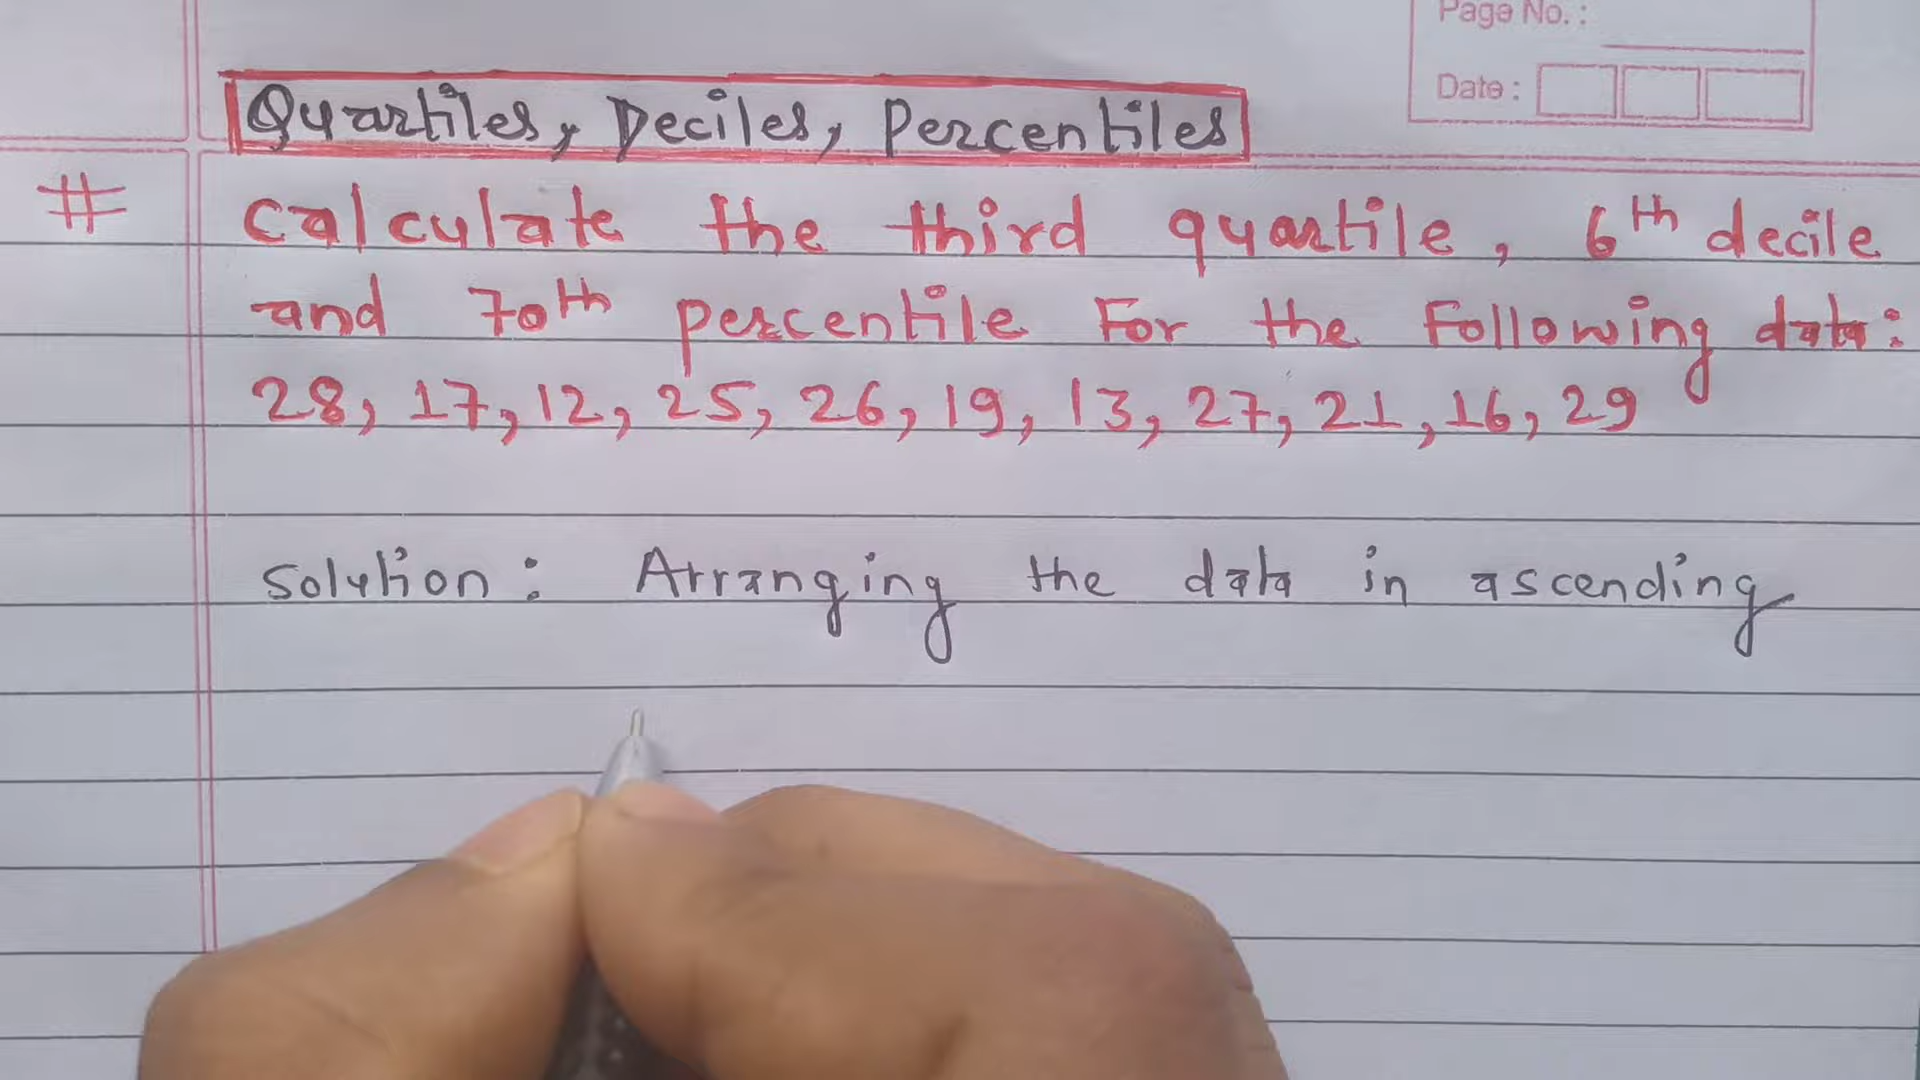 Page No. :
Date :
Quartiles, Deciles, Percentiles
# Calculate the third quartile, 6th decile
and 70th percentile For the Following data:
28, 17, 12, 25, 26, 19, 13, 27, 21, 16, 29
Solution: Arranging the data in ascending